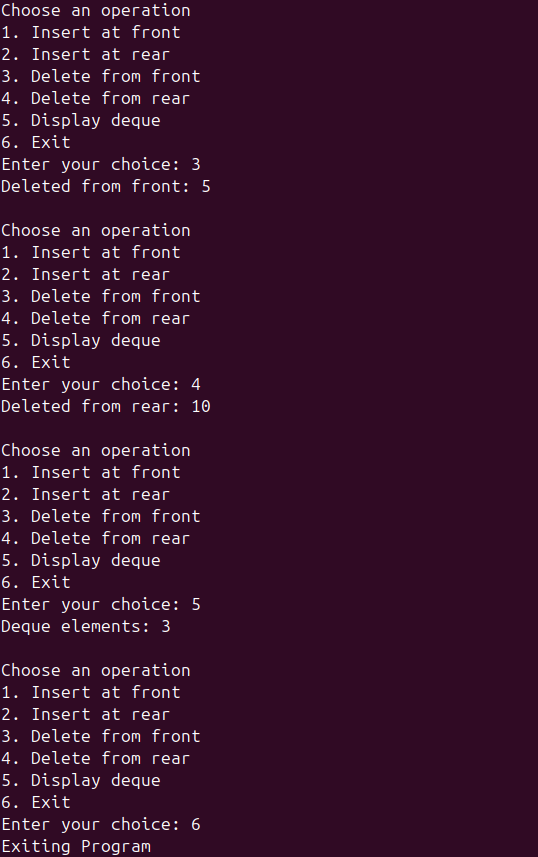 Choose an operation
1. Insert at front
2. Insert at rear
3. Delete from front
4. Delete from rear
5. Display deque
6. Exit
Enter your choice: 3
Deleted from front: 5

Choose an operation
1. Insert at front
2. Insert at rear
3. Delete from front
4. Delete from rear
5. Display deque
6. Exit
Enter your choice: 4
Deleted from rear: 10

Choose an operation
1. Insert at front
2. Insert at rear
3. Delete from front
4. Delete from rear
5. Display deque
6. Exit
Enter your choice: 5
Deque elements: 3

Choose an operation
1. Insert at front
2. Insert at rear
3. Delete from front
4. Delete from rear
5. Display deque
6. Exit
Enter your choice: 6
Exiting Program